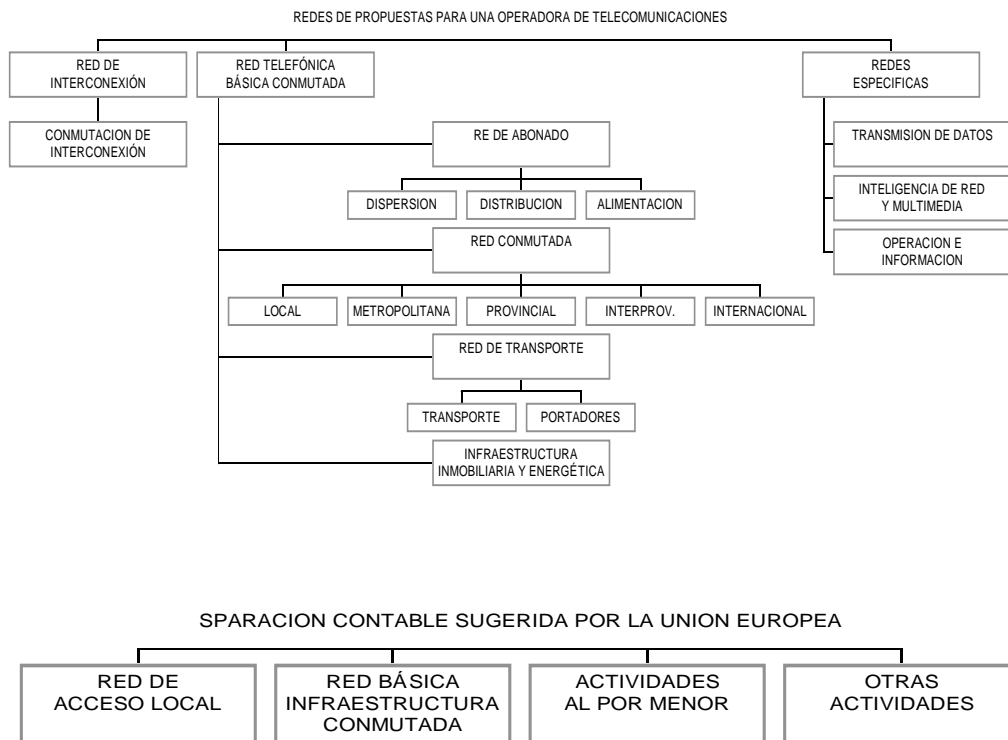 REDES DE PROPUESTAS PARA UNA OPERADORA DE TELECOMUNICACIONES
RED DE
INTERCONEXIÓN
RED TELEFÓNICA
BÁSICA CONMUTADA
REDES
ESPECIFICAS
CONMUTACION DE
INTERCONEXIÓN
RE DE ABONADO
TRANSMISION DE DATOS
DISPERSION
DISTRIBUCION
ALIMENTACION
INTELIGENCIA DE RED
Y MULTIMEDIA
RED CONMUTADA
OPERACION E
INFORMACION
LOCAL
METROPOLITANA
PROVINCIAL
INTERPROV.
INTERNACIONAL
RED DE TRANSPORTE
TRANSPORTE
PORTADORES
INFRAESTRUCTURA
INMOBILIARIA Y ENERGÉTICA
SPARACION CONTABLE SUGERIDA POR LA UNION EUROPEA
RED DE
ACCESO LOCAL
RED BÁSICA
INFRAESTRUCTURA
CONMUTADA
ACTIVIDADES
AL POR MENOR
OTRAS
ACTIVIDADES